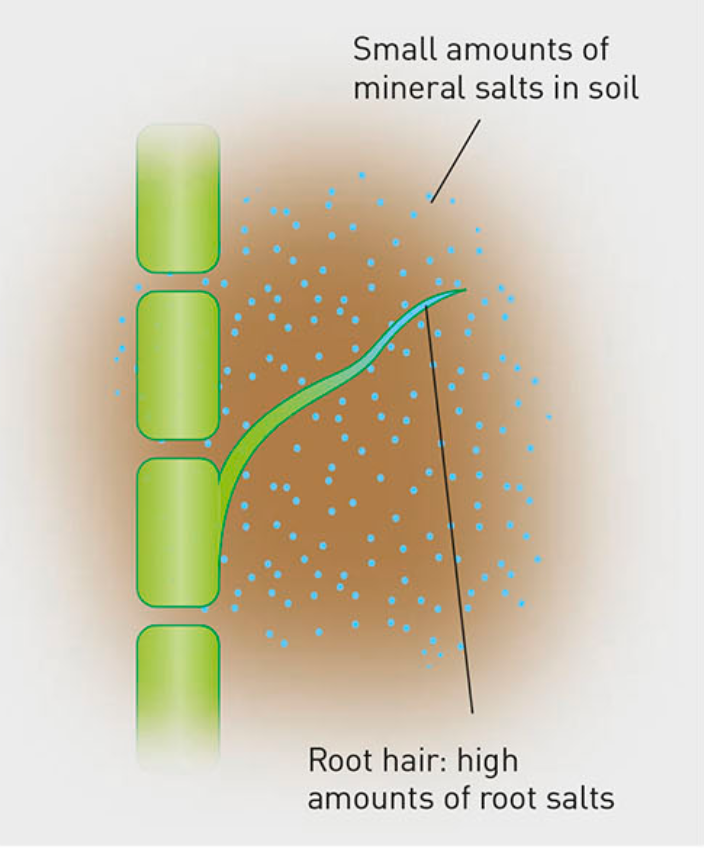 Small amounts of
mineral salts in soil
Root hair: high
amounts of root salts